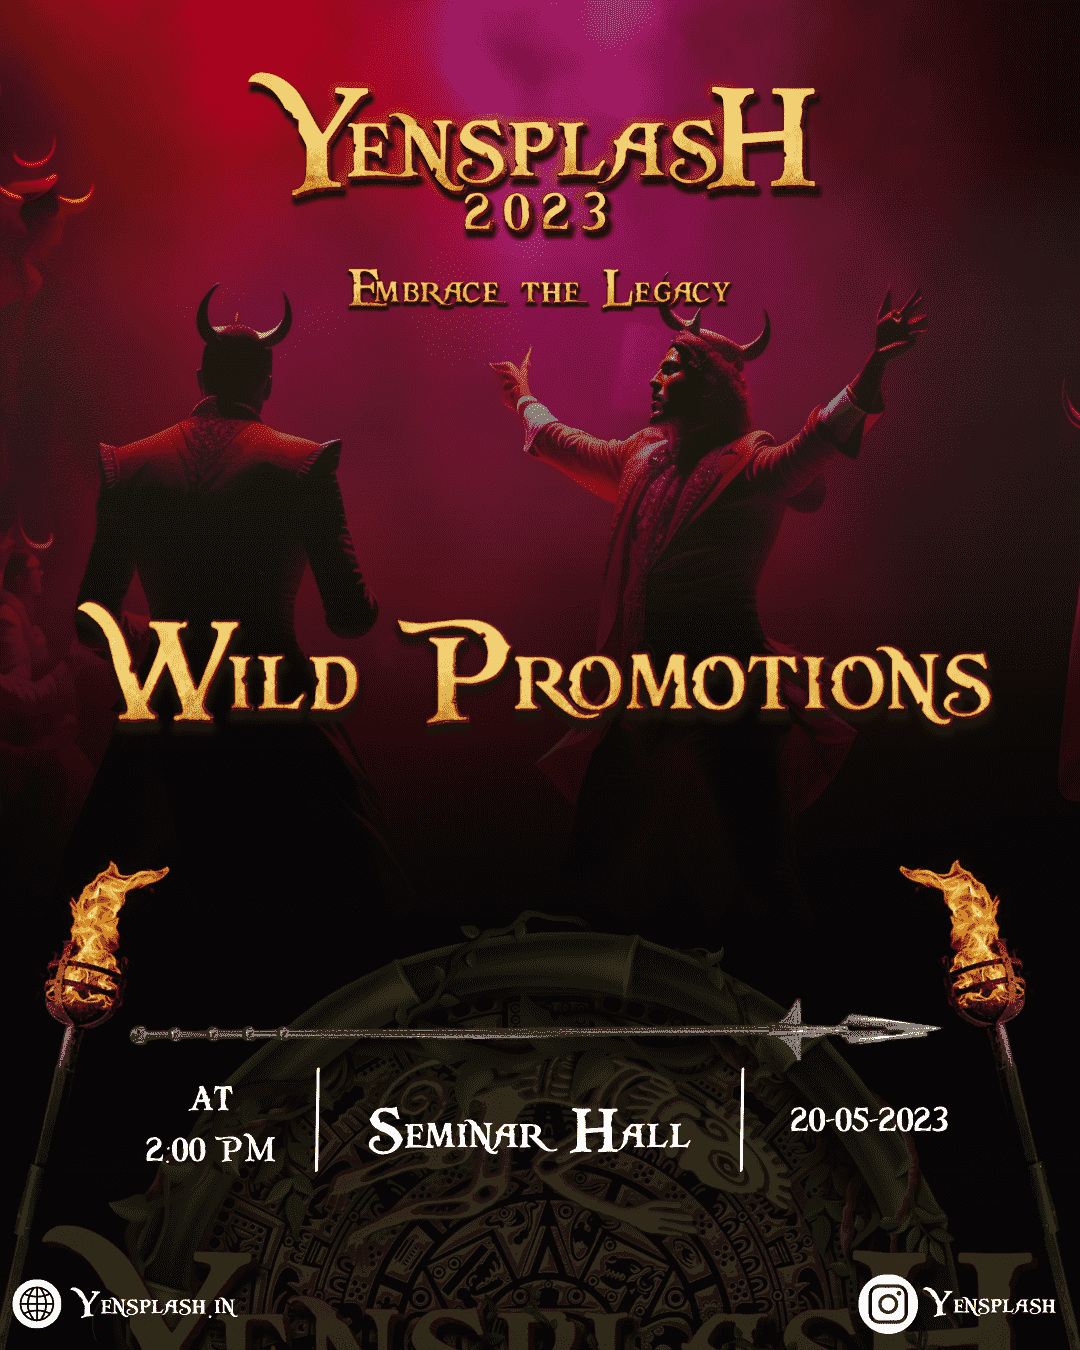 YENSPLASH
2023
EMBRACE THE LEGACY
WILD PROMOTIONS
AT
2:00 PM
SEMINAR HALL
20-05-2023
YENSPLASH.IN
YENSPLASH
YENSPLASH